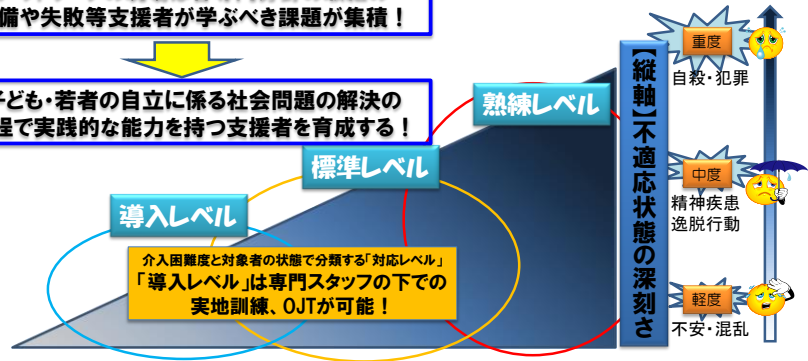 備や失敗等支援者が学ぶべき課題が集積！
子ども・若者の自立に係る社会問題の解決の
程で実践的な能力を持つ支援者を育成する！
熟練レベル
標準レベル
導入レベル
介入困難度と対象者の状態で分類する「対応レベル」
「導入レベル」は専門スタッフの下での
実地訓練、OJTが可能！
【縦軸】不適応状態の深刻さ
重度
自殺・犯罪
中度
精神疾患
逸脱行動
軽度
不安・混乱